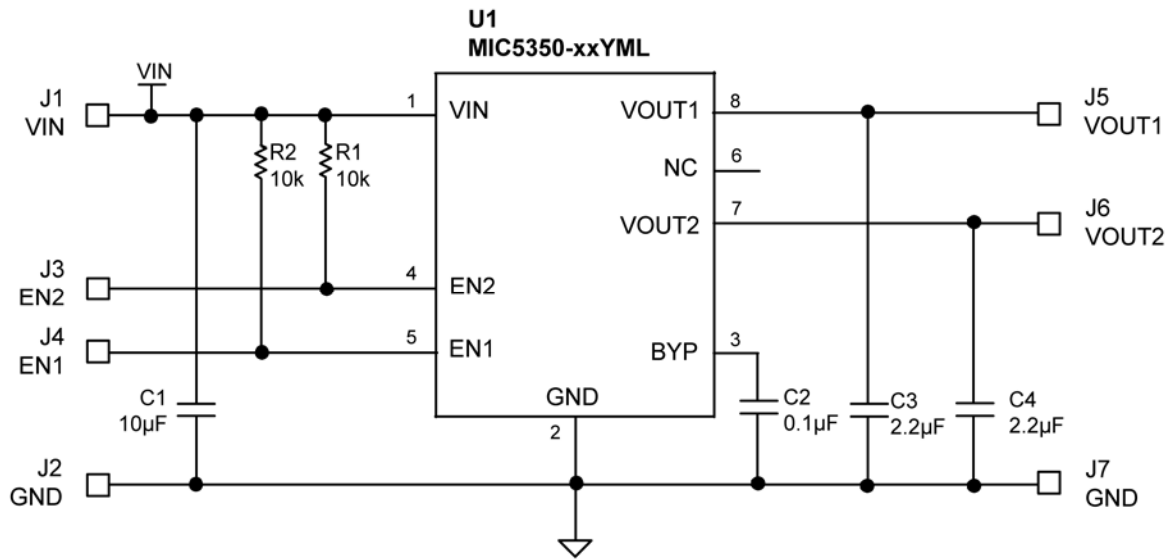 U1
MIC5350-xxYML
VIN
J1
VIN
1
VIN
VOUT1
8
J5
VOUT1
R2
10k
R1
10k
NC
6
VOUT2
7
J6
VOUT2
J3
EN2
4
EN2
J4
EN1
5
EN1
BYP
3
GND
2
C1
10µF
C2
0.1µF
C3
2.2µF
C4
2.2µF
J2
GND
J7
GND